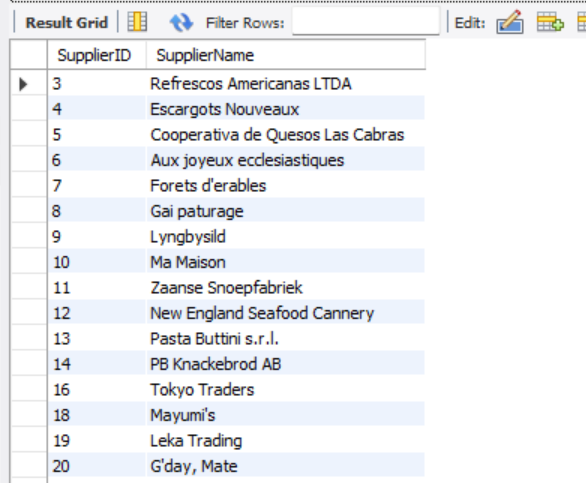 Result Grid Filter Rows: Edit:
SupplierID SupplierName
3 Refrescos Americanas LTDA
4 Escargots Nouveaux
5 Cooperativa de Quesos Las Cabras
6 Aux joyeux ecclesiastiques
7 Forets d'erables
8 Gai paturage
9 Lyngbysild
10 Ma Maison
11 Zaanse Snoepfabriek
12 New England Seafood Cannery
13 Pasta Buttini s.r.l.
14 PB Knackebrod AB
16 Tokyo Traders
18 Mayumi's
19 Leka Trading
20 G'day, Mate